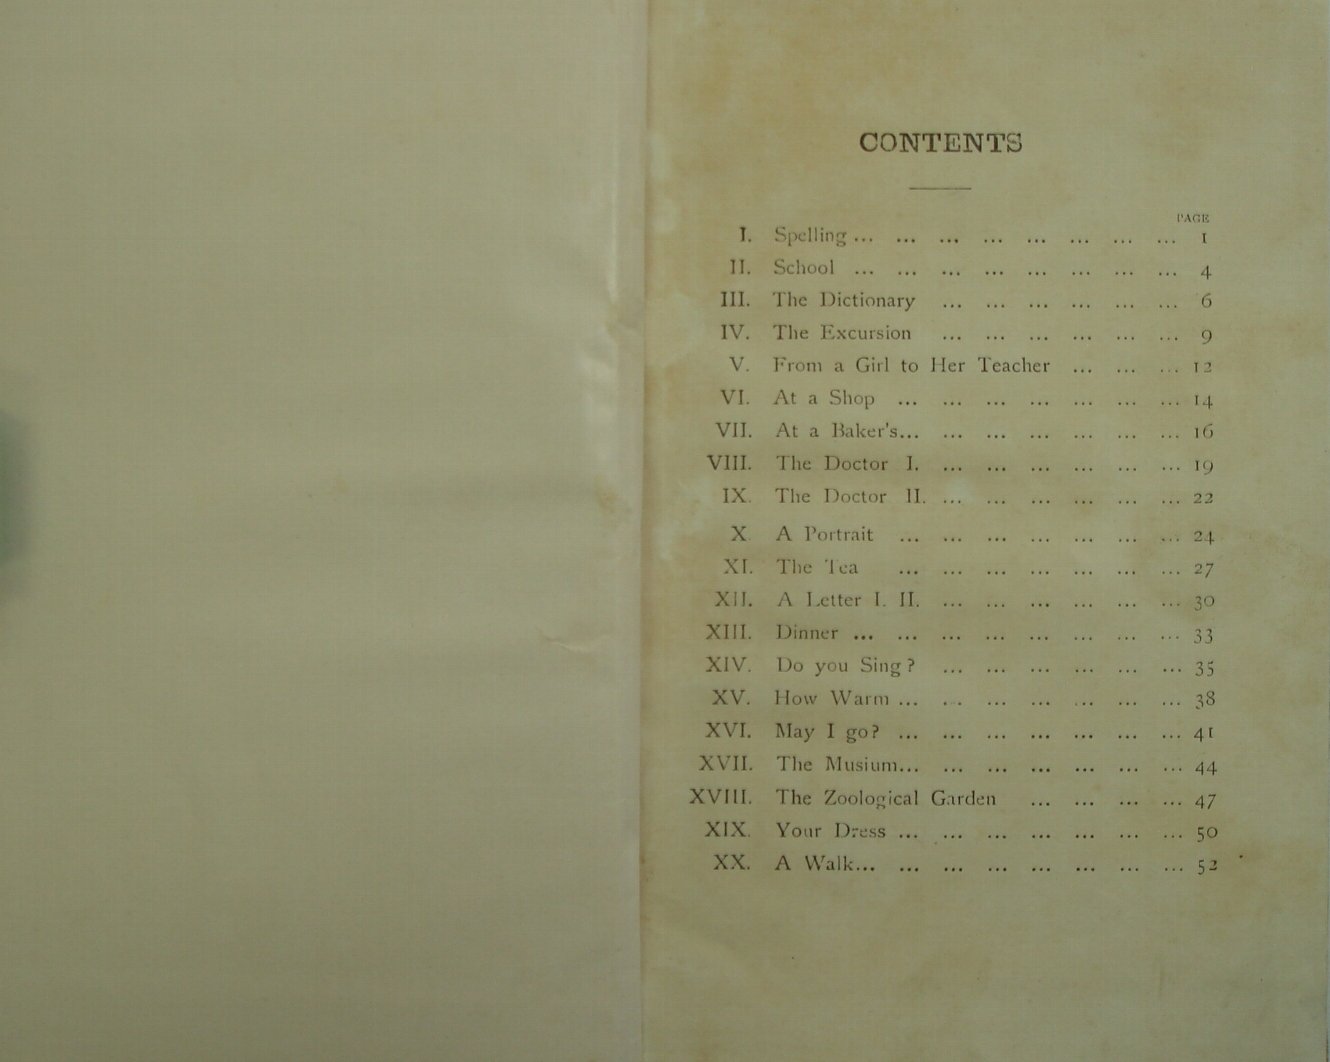 CONTENTS
PAGE
I. Spelling ... ... ... ... ... ... ... ... 1
II. School ... ... ... ... ... ... ... ... 4
III. The Dictionary ... ... ... ... ... ... 6
IV. The Excursion ... ... ... ... ... ... 9
V. From a Girl to Her Teacher ... ... ... 12
VI. At a Shop ... ... ... ... ... ... ... 14
VII. At a Baker's... ... ... ... ... ... ... 16
VIII. The Doctor I. ... ... ... ... ... ... 19
IX. The Doctor II. ... ... ... ... ... ... 22
X. A Portrait ... ... ... ... ... ... ... 24
XI. The Tea ... ... ... ... ... ... ... 27
XII. A Letter I. II. ... ... ... ... ... ... 30
XIII. Dinner ... ... ... ... ... ... ... ... 33
XIV. Do you Sing? ... ... ... ... ... ... 35
XV. How Warm ... ... ... ... ... ... ... 38
XVI. May I go? ... ... ... ... ... ... ... 41
XVII. The Musium... ... ... ... ... ... ... 44
XVIII. The Zoological Garden ... ... ... ... 47
XIX. Your Dress ... ... ... ... ... ... ... 50
XX. A Walk... ... ... ... ... ... ... ... 52